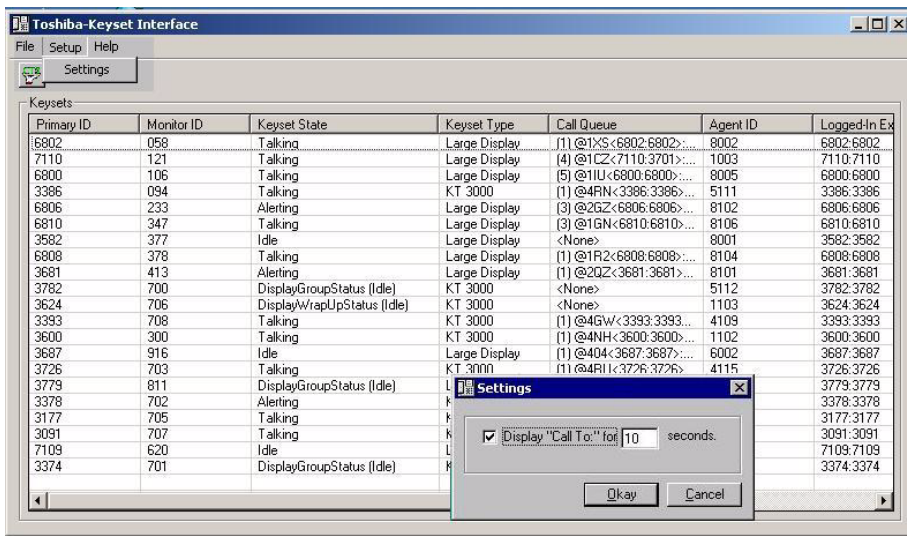 Toshiba-Keyset Interface
File Setup Help
Settings
Keysets
Primary ID Monitor ID Keyset State Keyset Type Call Queue Agent ID Logged-In Ex
6802 058 Talking Large Display (1) @1XS<6802:6802>:... 8002 6802:6802
7110 121 Talking Large Display (4) @1CZ<7110:3701>:... 1003 7110:7110
6800 106 Talking Large Display (5) @1IU<6800:6800>:... 8005 6800:6800
3386 094 Talking KT 3000 (1) @4RN<3386:3386>... 5111 3386:3386
6806 233 Alerting Large Display (3) @2GZ<6806:6806>... 8102 6806:6806
6810 347 Talking Large Display (3) @1GN<6810:6810>... 8106 6810:6810
3582 377 Idle Large Display <None> 8001 3582:3582
6808 378 Talking Large Display (1) @1R2<6808:6808>:... 8104 6808:6808
3681 413 Alerting Large Display (1) @2QZ<3681:3681>... 8101 3681:3681
3782 700 DisplayGroupStatus (Idle) KT 3000 <None> 5112 3782:3782
3624 706 DisplayWrapUpStatus (Idle) KT 3000 <None> 1103 3624:3624
3393 708 Talking KT 3000 (1) @4GW<3393:3393... 4109 3393:3393
3600 300 Talking KT 3000 (1) @4NH<3600:3600>... 1102 3600:3600
3687 916 Idle Large Display (1) @404<3687:3687>:... 6002 3687:3687
3726 703 Talking KT 3000 (1) @4BU<3726:3726>... 4115 3726:3726
3779 811 DisplayGroupStatus (Idle) 3779:3779
3378 702 Alerting 3378:3378
3177 705 Talking 3177:3177
3091 707 Talking 3091:3091
7109 620 Idle 7109:7109
3374 701 DisplayGroupStatus (Idle) 3374:3374
Settings
Display "Call To:" for 10 seconds.
Okay Cancel